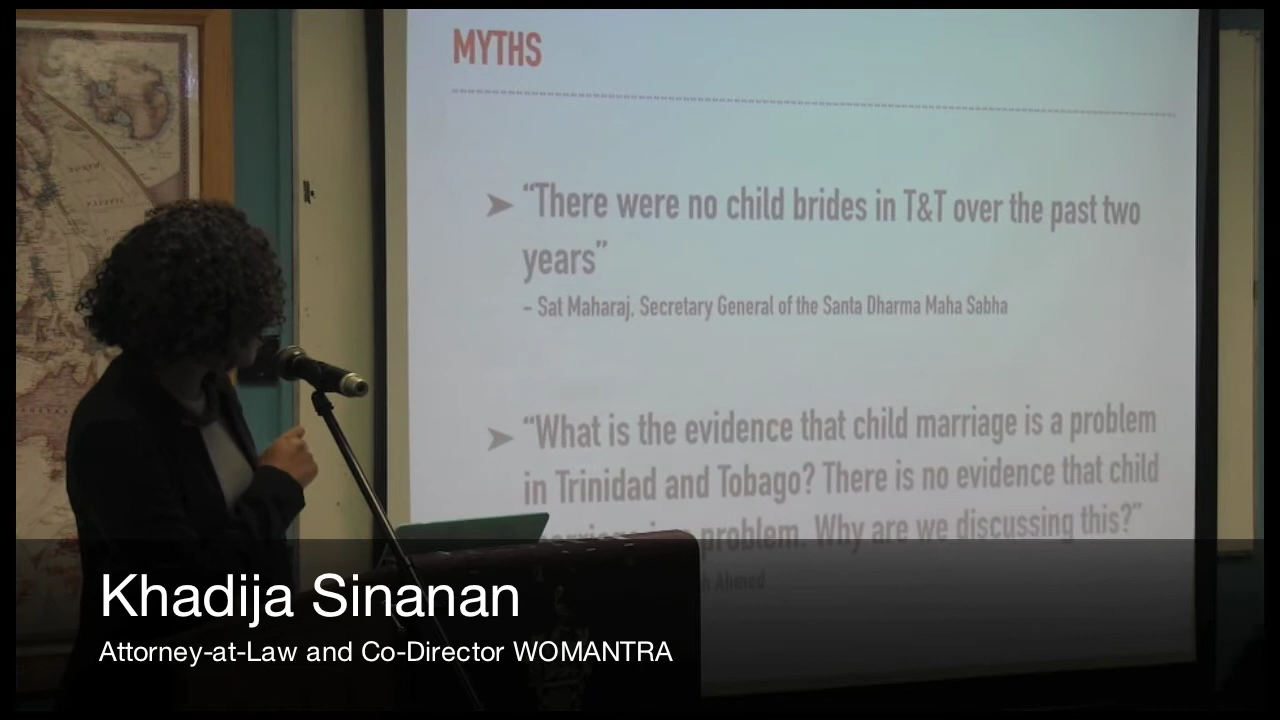 MYTHS
➤ “There were no child brides in T&T over the past two
years”
– Sat Maharaj, Secretary General of the Santa Dharma Maha Sabha
➤ “What is the evidence that child marriage is a problem
in Trinidad and Tobago? There is no evidence that child
problem. Why are we discussing this?”
Ahmed
Khadija Sinanan
Attorney-at-Law and Co-Director WOMANTRA